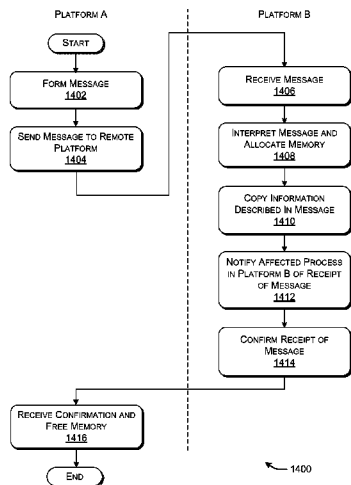 PLATFORM A
PLATFORM B
START
FORM MESSAGE
1402
SEND MESSAGE TO REMOTE
PLATFORM
1404
RECEIVE MESSAGE
1406
INTERPRET MESSAGE AND
ALLOCATE MEMORY
1408
COPY INFORMATION
DESCRIBED IN MESSAGE
1410
NOTIFY AFFECTED PROCESS
IN PLATFORM B OF RECEIPT
OF MESSAGE
1412
CONFIRM RECEIPT OF
MESSAGE
1414
RECEIVE CONFIRMATION AND
FREE MEMORY
1416
END
1400